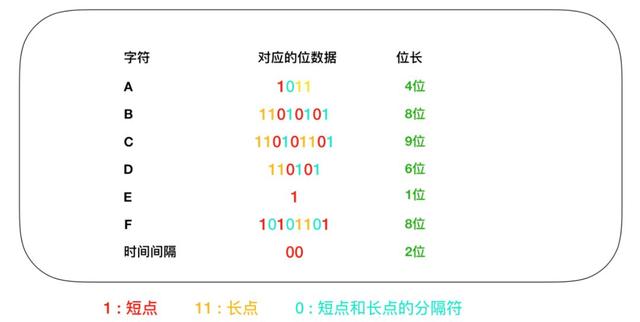 字符 对应的位数据 位长
A 1011 4位
B 11010101 8位
C 110101101 9位
D 110101 6位
E 1 1位
F 10101101 8位
时间间隔 00 2位
1 : 短点 11 : 长点 0 : 短点和长点的分隔符